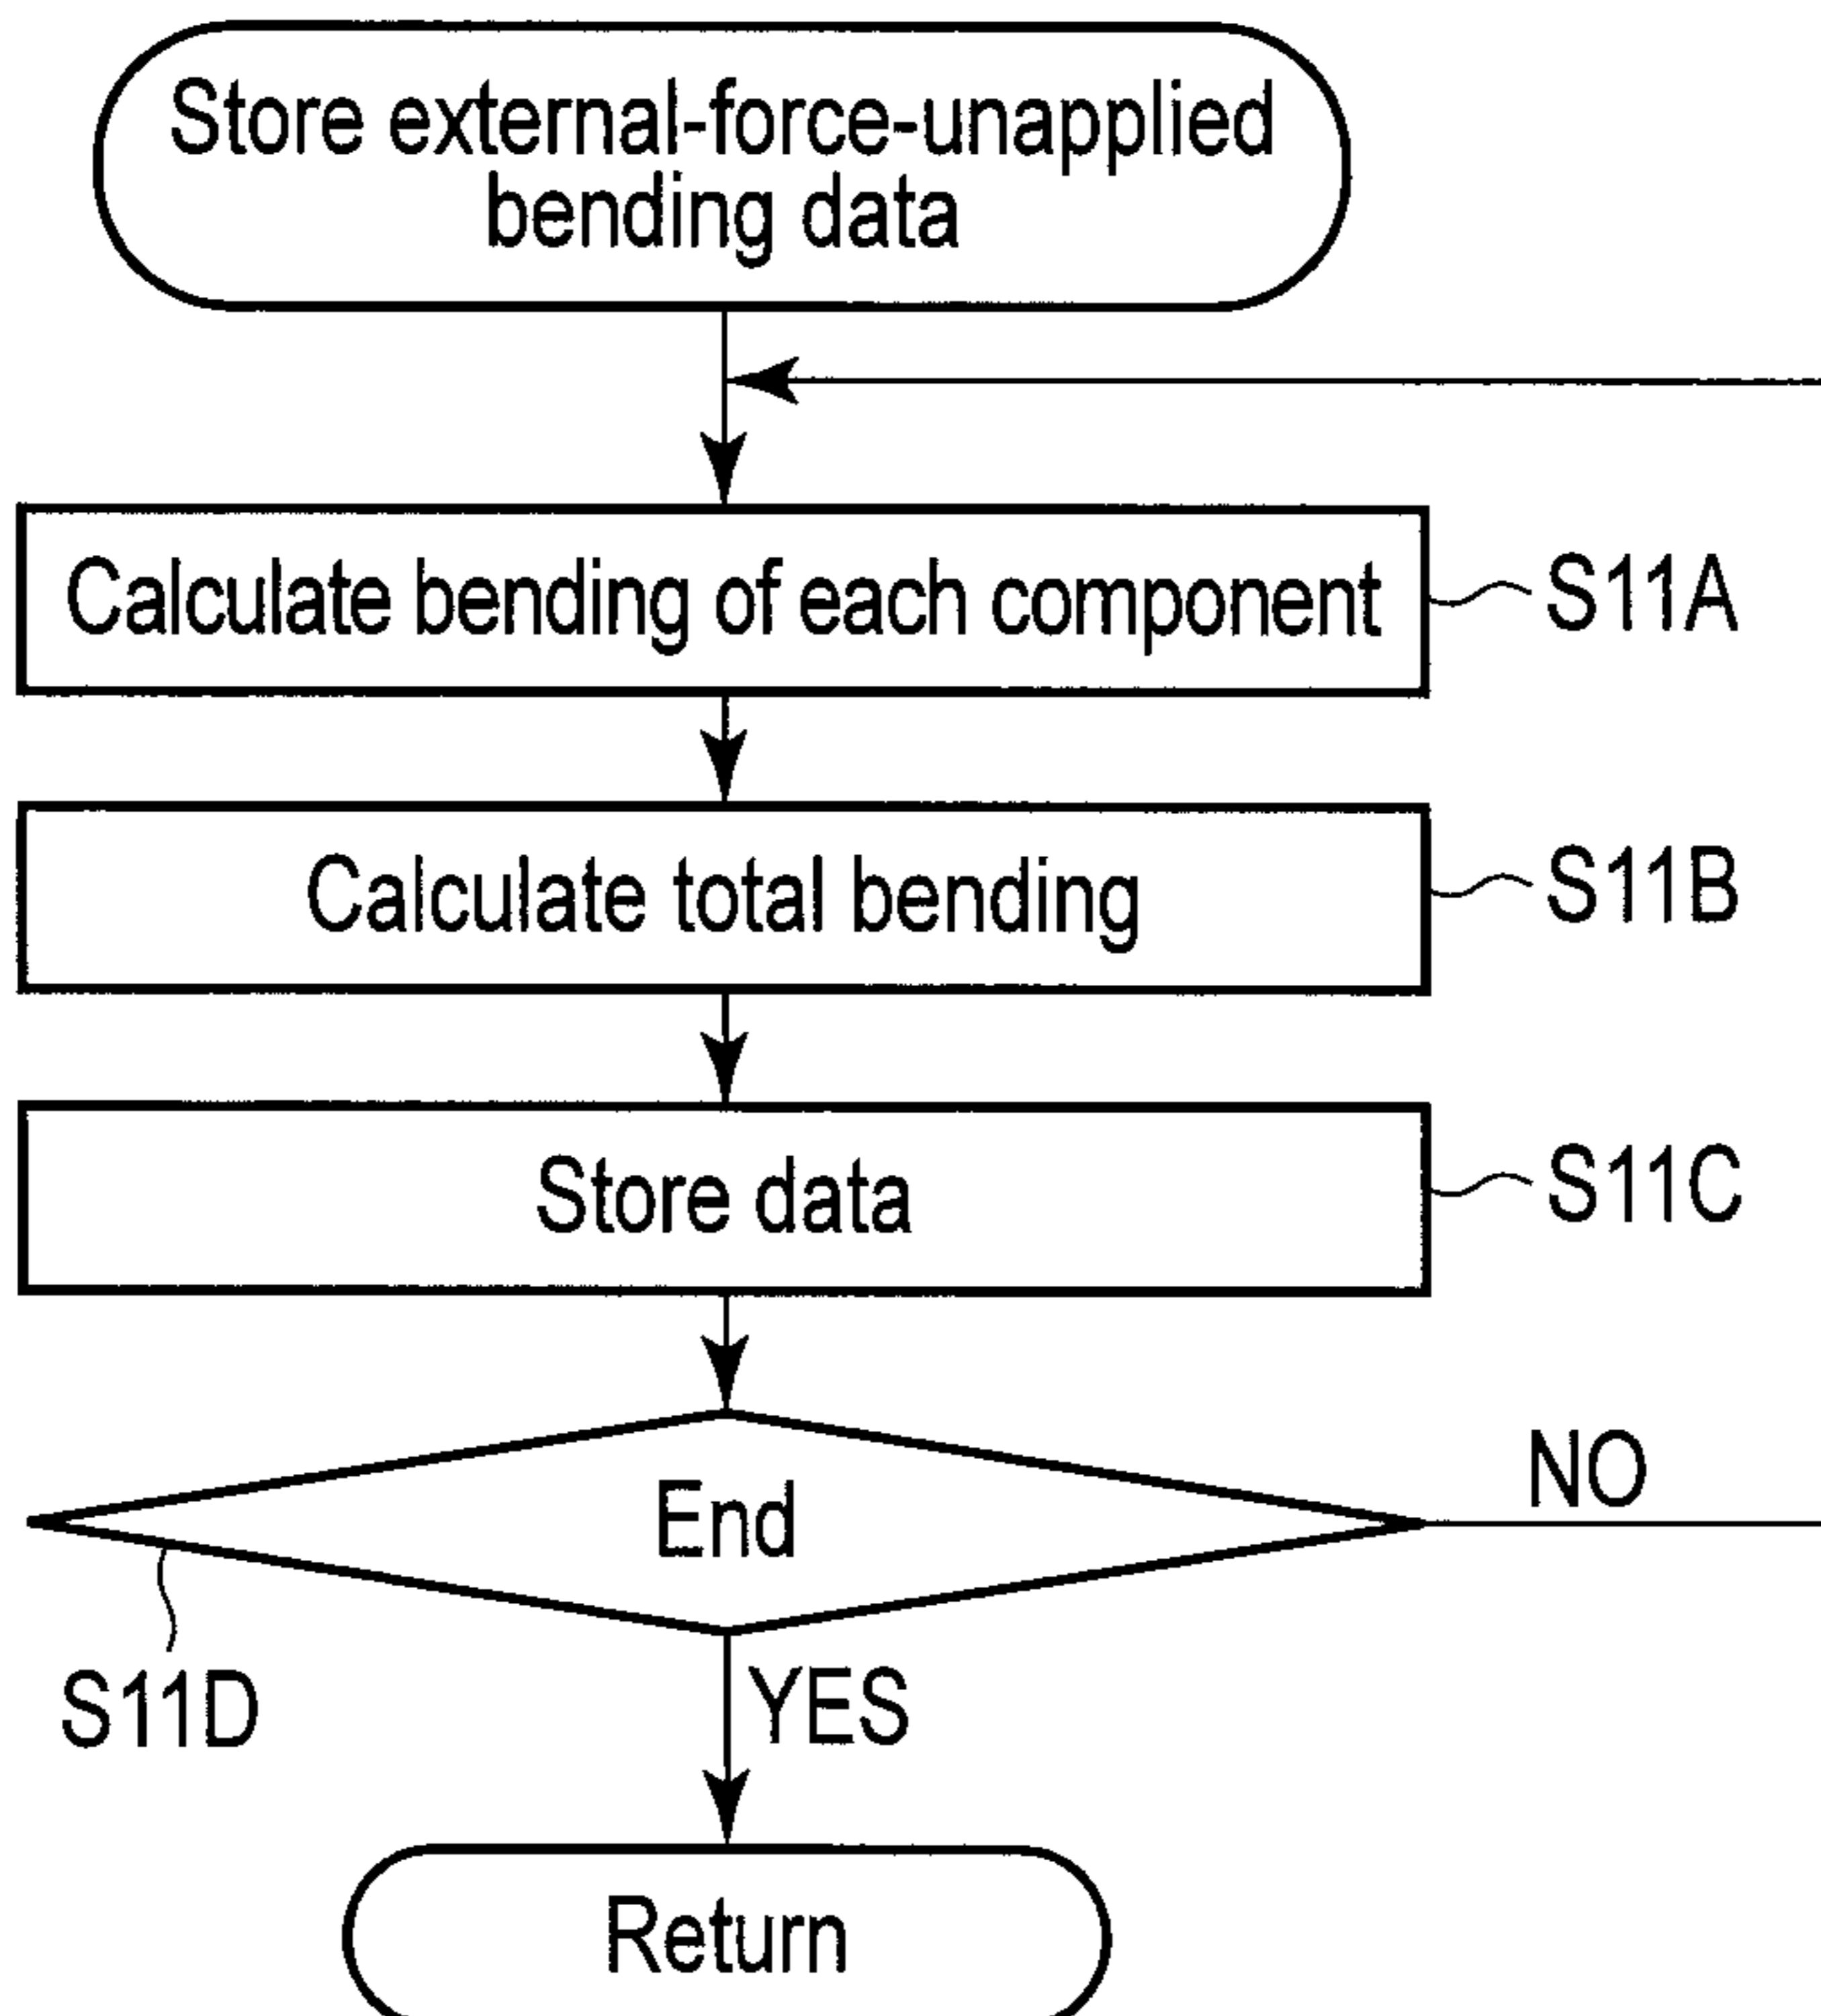 Store external-force-unapplied
bending data
Calculate bending of each component
S11A
Calculate total bending
S11B
Store data
S11C
End
NO
S11D
YES
Return